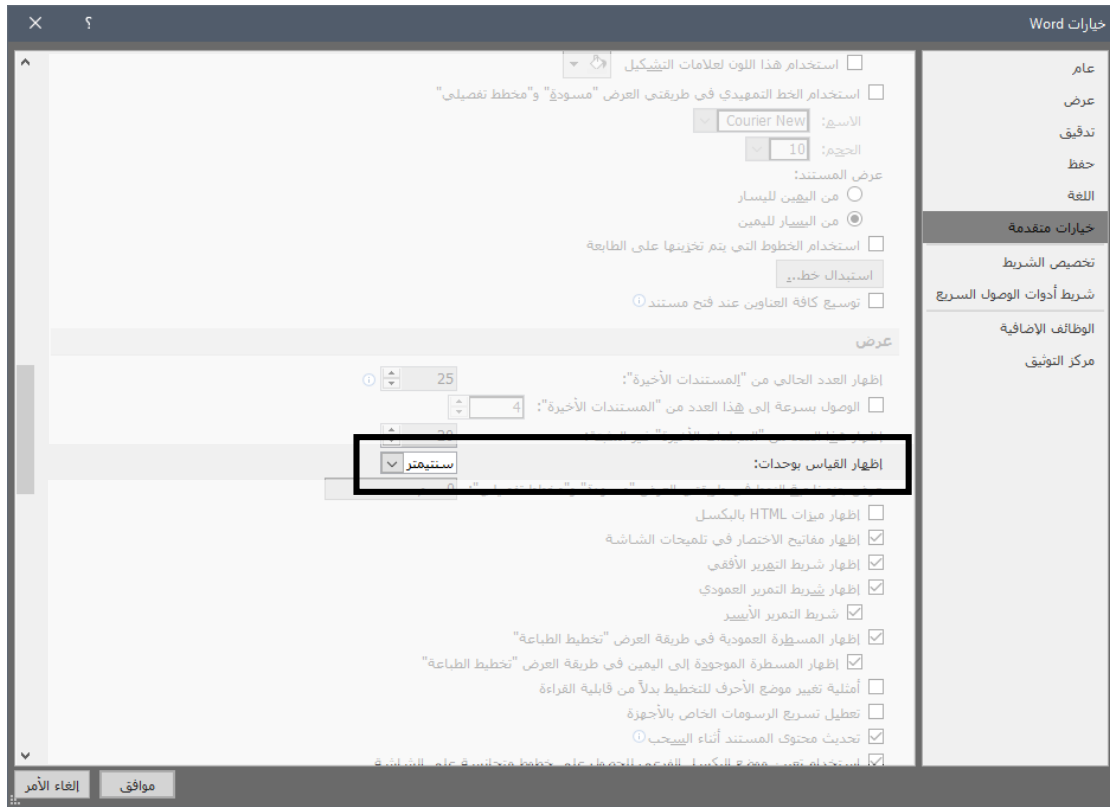 خيارات Word
؟
عام
عرض
تدقيق
حفظ
اللغة
خيارات متقدمة
تخصيص الشريط
شريط أدوات الوصول السريع
الوظائف الإضافية
مركز التوثيق
استخدام هذا اللون لعلامات التشكيل
استخدام الخط التمهيدي في طريقتي العرض "مسودة" و"مخطط تفصيلي"
الاسم: Courier New
الحجم: 10
عرض المستند:
من اليمين لليسار
من اليسار لليمين
استخدام الخطوط التي يتم تخزينها على الطابعة
استبدال خط...
توسيع كافة العناوين عند فتح مستند
عرض
إظهار العدد الحالي من "المستندات الأخيرة": 25
الوصول بسرعة إلى هذا العدد من "المستندات الأخيرة": 4
إظهار القياس بوحدات: سنتيمتر
إظهار ميزات HTML بالبكسل
إظهار مفاتيح الاختصار في تلميحات الشاشة
إظهار شريط التمرير الأفقي
إظهار شريط التمرير العمودي
شريط التمرير الأيسر
إظهار المسطرة العمودية في طريقة العرض "تخطيط الطباعة"
إظهار المسطرة الموجودة إلى اليمين في طريقة العرض "تخطيط الطباعة"
أمثلية تغيير موضع الأحرف للتخطيط بدلاً من قابلية القراءة
تعطيل تسريع الرسومات الخاص بالأجهزة
تحديث محتوى المستند أثناء السحب
موافق
إلغاء الأمر